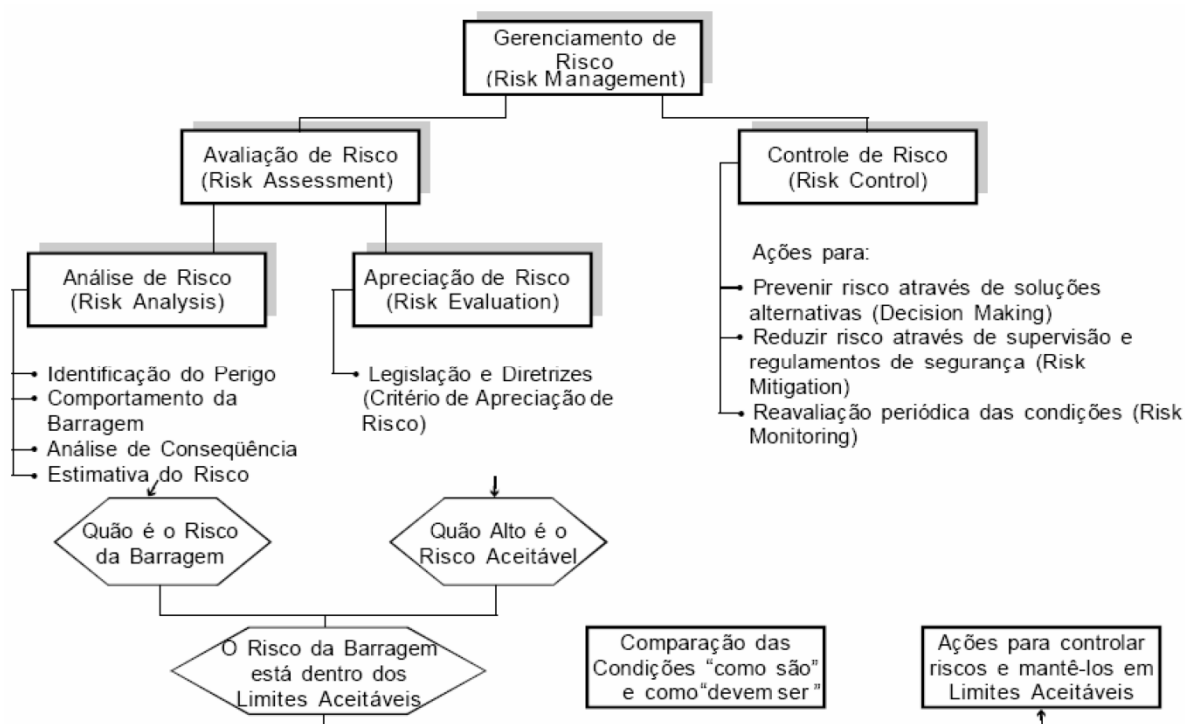 Gerenciamento de
Risco
(Risk Management)
Avaliação de Risco
(Risk Assessment)
Controle de Risco
(Risk Control)
Análise de Risco
(Risk Analysis)
Apreciação de Risco
(Risk Evaluation)
Ações para:
Prevenir risco através de soluções
alternativas (Decision Making)
Reduzir risco através de supervisão e
regulamentos de segurança (Risk
Mitigation)
Reavaliação periódica das condições (Risk
Monitoring)
Identificação do Perigo
Comportamento da
Barragem
Análise de Conseqüência
Estimativa do Risco
Legislação e Diretrizes
(Critério de Apreciação de
Risco)
Quão é o Risco
da Barragem
Quão Alto é o
Risco Aceitável
O Risco da Barragem
está dentro dos
Limites Aceitáveis
Comparação das
Condições “como são”
e como “devem ser”
Ações para controlar
riscos e mantê-los em
Limites Aceitáveis